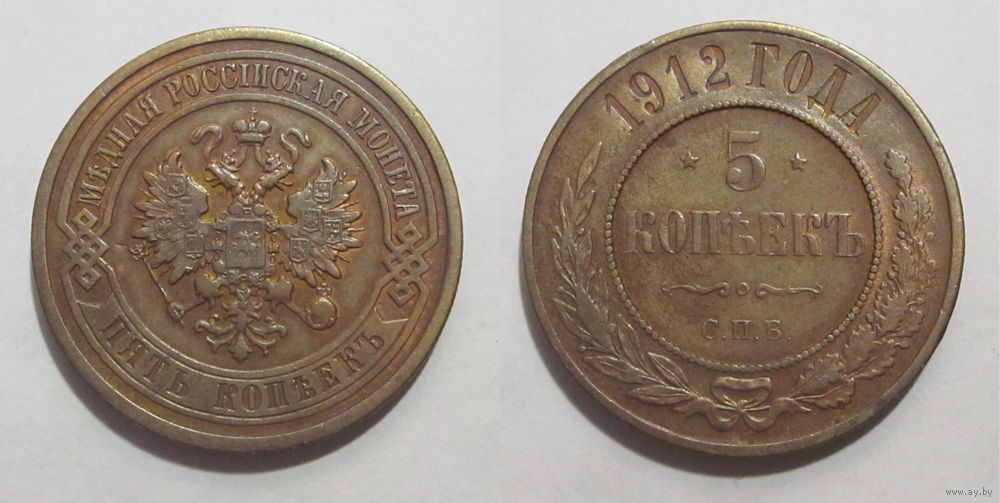 МѢДНАЯ РОССІЙСКАЯ МОНЕТА
ПЯТЬ КОПѢЕКЪ
1912 ГОДА
5
КОПѢЕКЪ
С.П.Б.
www.ay.by